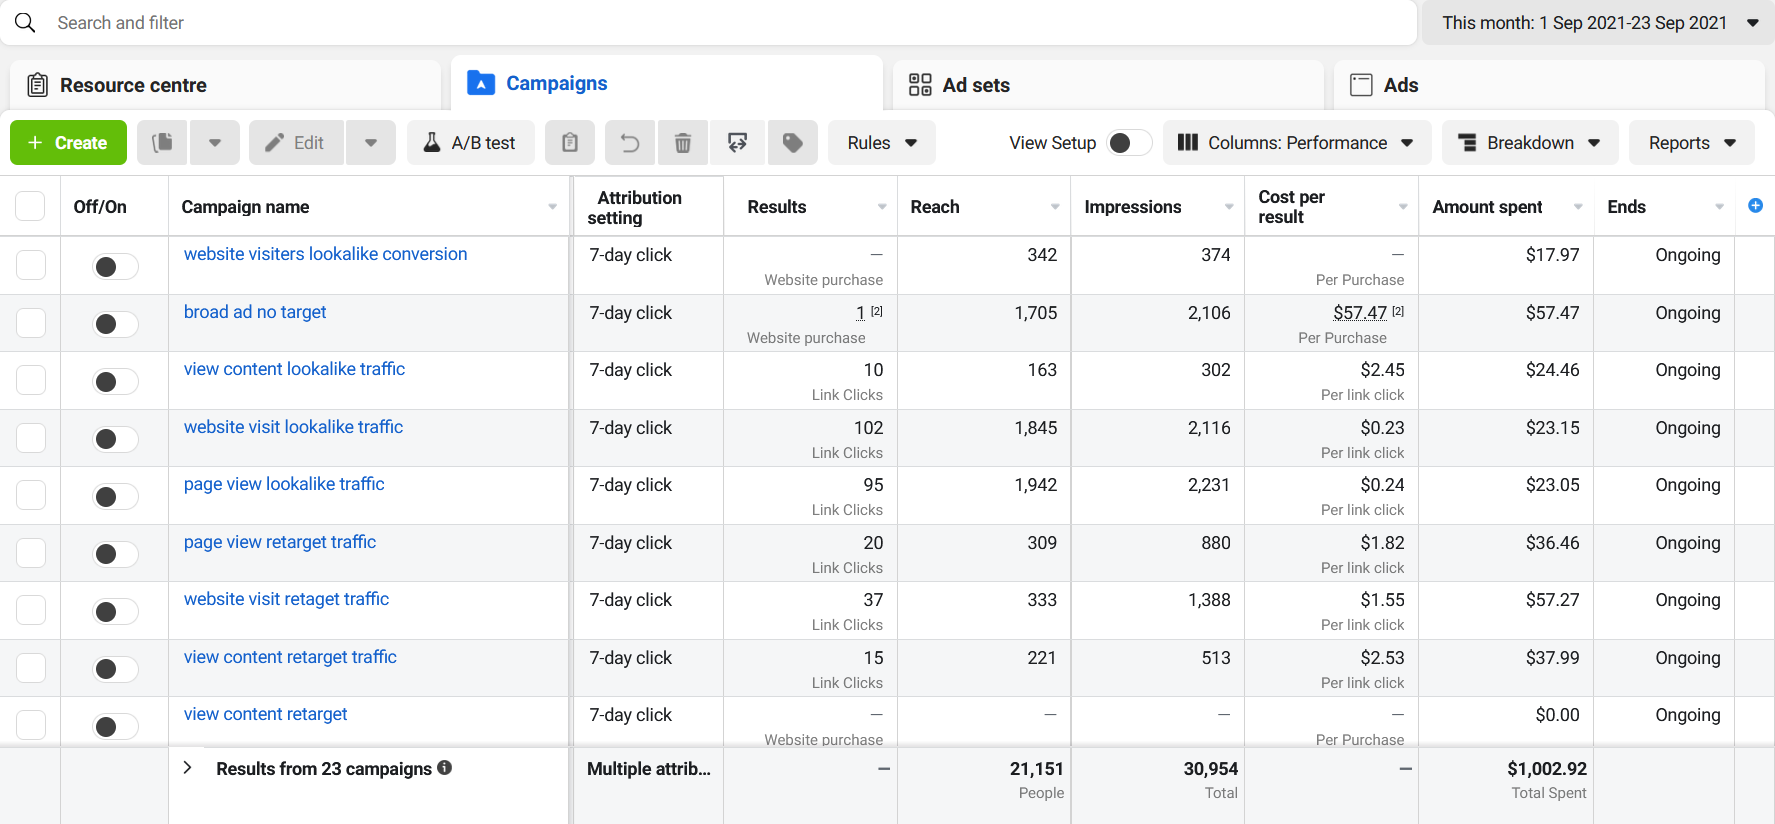 Search and filter
This month: 1 Sep 2021-23 Sep 2021
Resource centre
Campaigns
Ad sets
Ads
+ Create
Edit
A/B test
Rules
View Setup
Columns: Performance
Breakdown
Reports
Off/On
Campaign name
Attribution
setting
Results
Reach
Impressions
Cost per
result
Amount spent
Ends
website visiters lookalike conversion 7-day click — 342 374 — $17.97 Ongoing
Website purchase Per Purchase
broad ad no target 7-day click 1 [2] 1,705 2,106 $57.47 [2] $57.47 Ongoing
Website purchase Per Purchase
view content lookalike traffic 7-day click 10 163 302 $2.45 $24.46 Ongoing
Link Clicks Per link click
website visit lookalike traffic 7-day click 102 1,845 2,116 $0.23 $23.15 Ongoing
Link Clicks Per link click
page view lookalike traffic 7-day click 95 1,942 2,231 $0.24 $23.05 Ongoing
Link Clicks Per link click
page view retarget traffic 7-day click 20 309 880 $1.82 $36.46 Ongoing
Link Clicks Per link click
website visit retaget traffic 7-day click 37 333 1,388 $1.55 $57.27 Ongoing
Link Clicks Per link click
view content retarget traffic 7-day click 15 221 513 $2.53 $37.99 Ongoing
Link Clicks Per link click
view content retarget 7-day click — — — — $0.00 Ongoing
Website purchase Per Purchase
Results from 23 campaigns Multiple attrib... — 21,151 30,954 — $1,002.92
People Total Total Spent